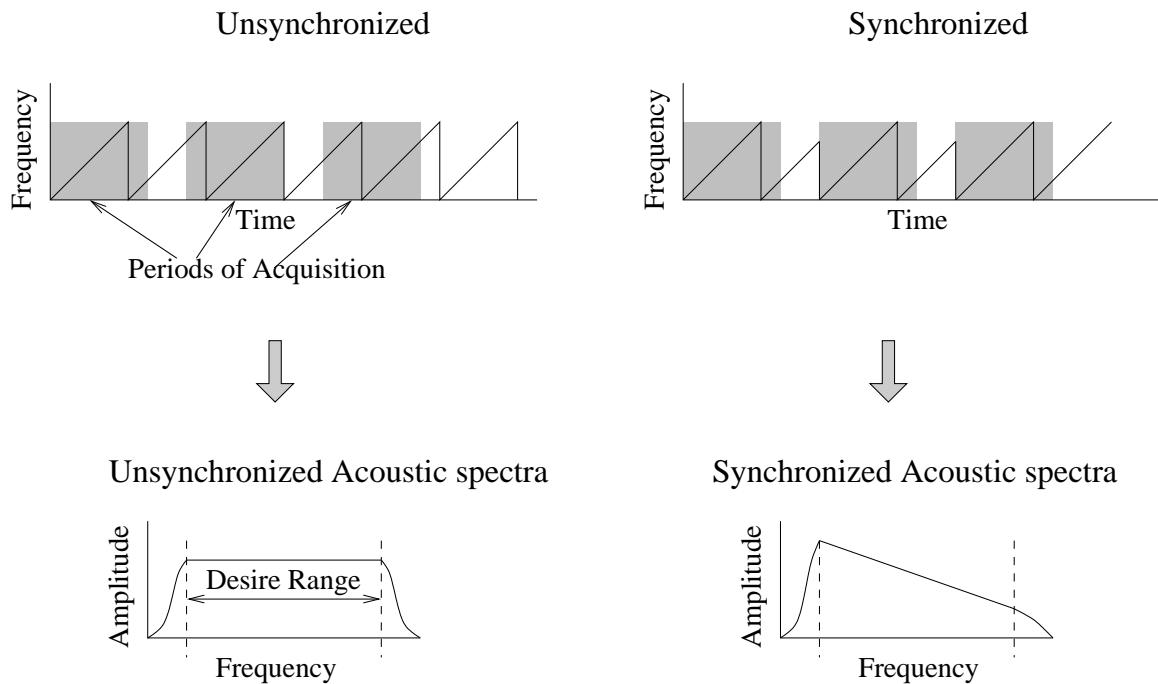 Unsynchronized
Synchronized
Frequency
Time
Periods of Acquisition
Frequency
Time
Unsynchronized Acoustic spectra
Synchronized Acoustic spectra
Amplitude
Desire Range
Frequency
Amplitude
Frequency